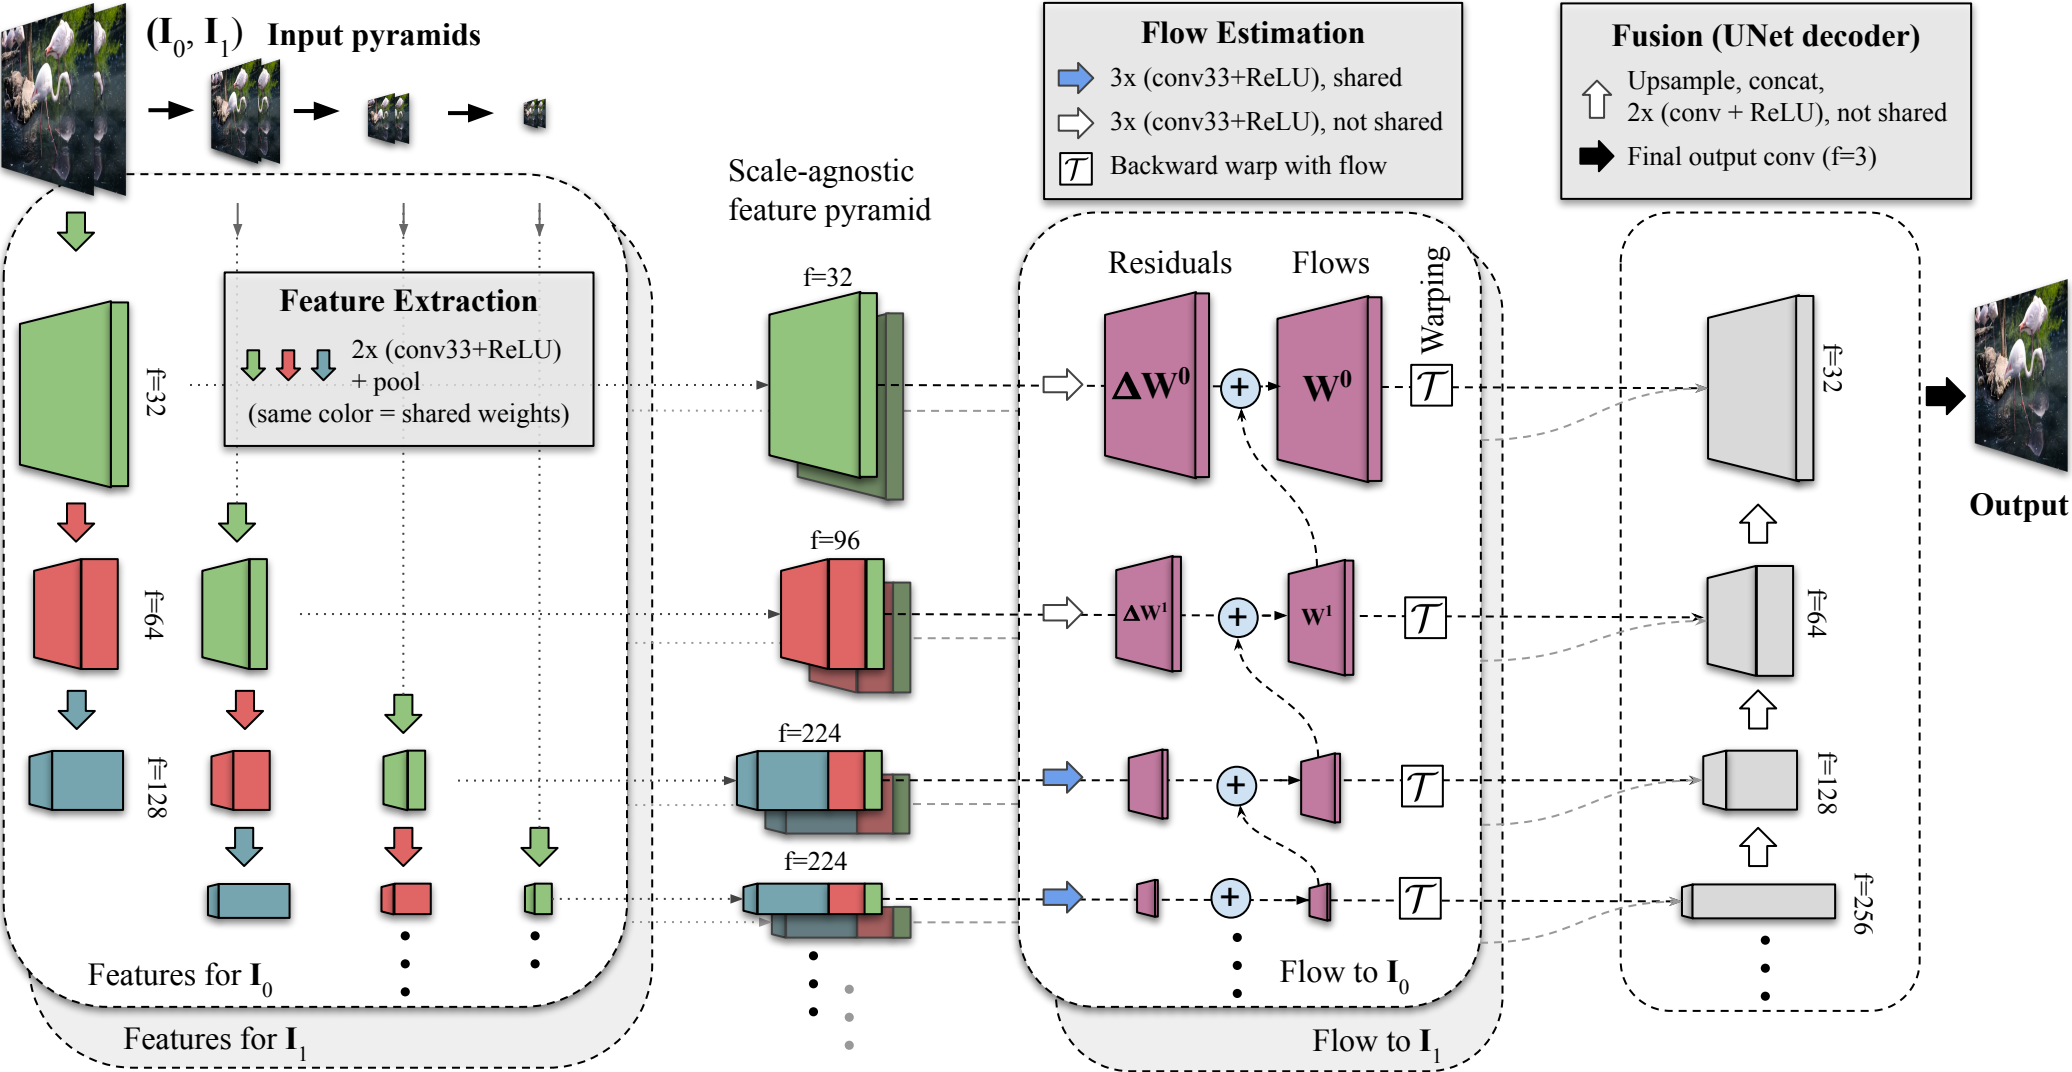 (I0, I1) Input pyramids
Feature Extraction
2x (conv33+ReLU)
+ pool
(same color = shared weights)
f=32
f=64
f=128
Features for I0
Features for I1
Scale-agnostic
feature pyramid
f=32
f=96
f=224
f=224
Flow Estimation
3x (conv33+ReLU), shared
3x (conv33+ReLU), not shared
T Backward warp with flow
Residuals Flows Warping
ΔW⁰ + W⁰ T
ΔW¹ + W¹ T
+ T
+ T
Flow to I0
Flow to I1
Fusion (UNet decoder)
Upsample, concat,
2x (conv + ReLU), not shared
Final output conv (f=3)
f=32
f=64
f=128
f=256
Output